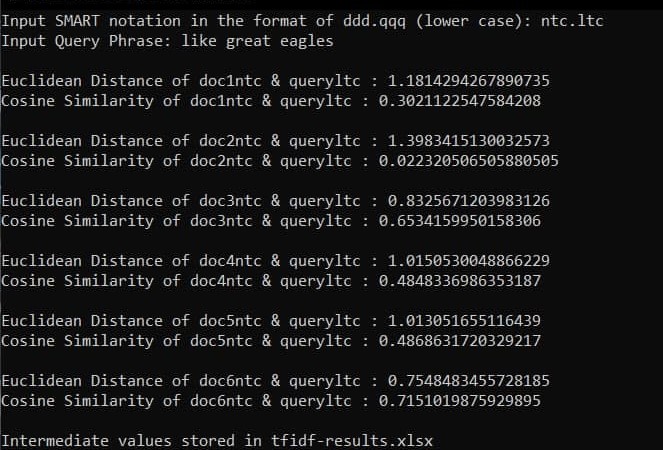 Input SMART notation in the format of ddd.qqq (lower case): ntc.ltc
Input Query Phrase: like great eagles
Euclidean Distance of doc1ntc & queryltc : 1.1814294267890735
Cosine Similarity of doc1ntc & queryltc : 0.3021122547584208
Euclidean Distance of doc2ntc & queryltc : 1.3983415130032573
Cosine Similarity of doc2ntc & queryltc : 0.022320506505880505
Euclidean Distance of doc3ntc & queryltc : 0.8325671203983126
Cosine Similarity of doc3ntc & queryltc : 0.6534159950158306
Euclidean Distance of doc4ntc & queryltc : 1.0150530048866229
Cosine Similarity of doc4ntc & queryltc : 0.4848336986353187
Euclidean Distance of doc5ntc & queryltc : 1.013051655116439
Cosine Similarity of doc5ntc & queryltc : 0.4868631720329217
Euclidean Distance of doc6ntc & queryltc : 0.7548483455728185
Cosine Similarity of doc6ntc & queryltc : 0.7151019875929895
Intermediate values stored in tfidf-results.xlsx